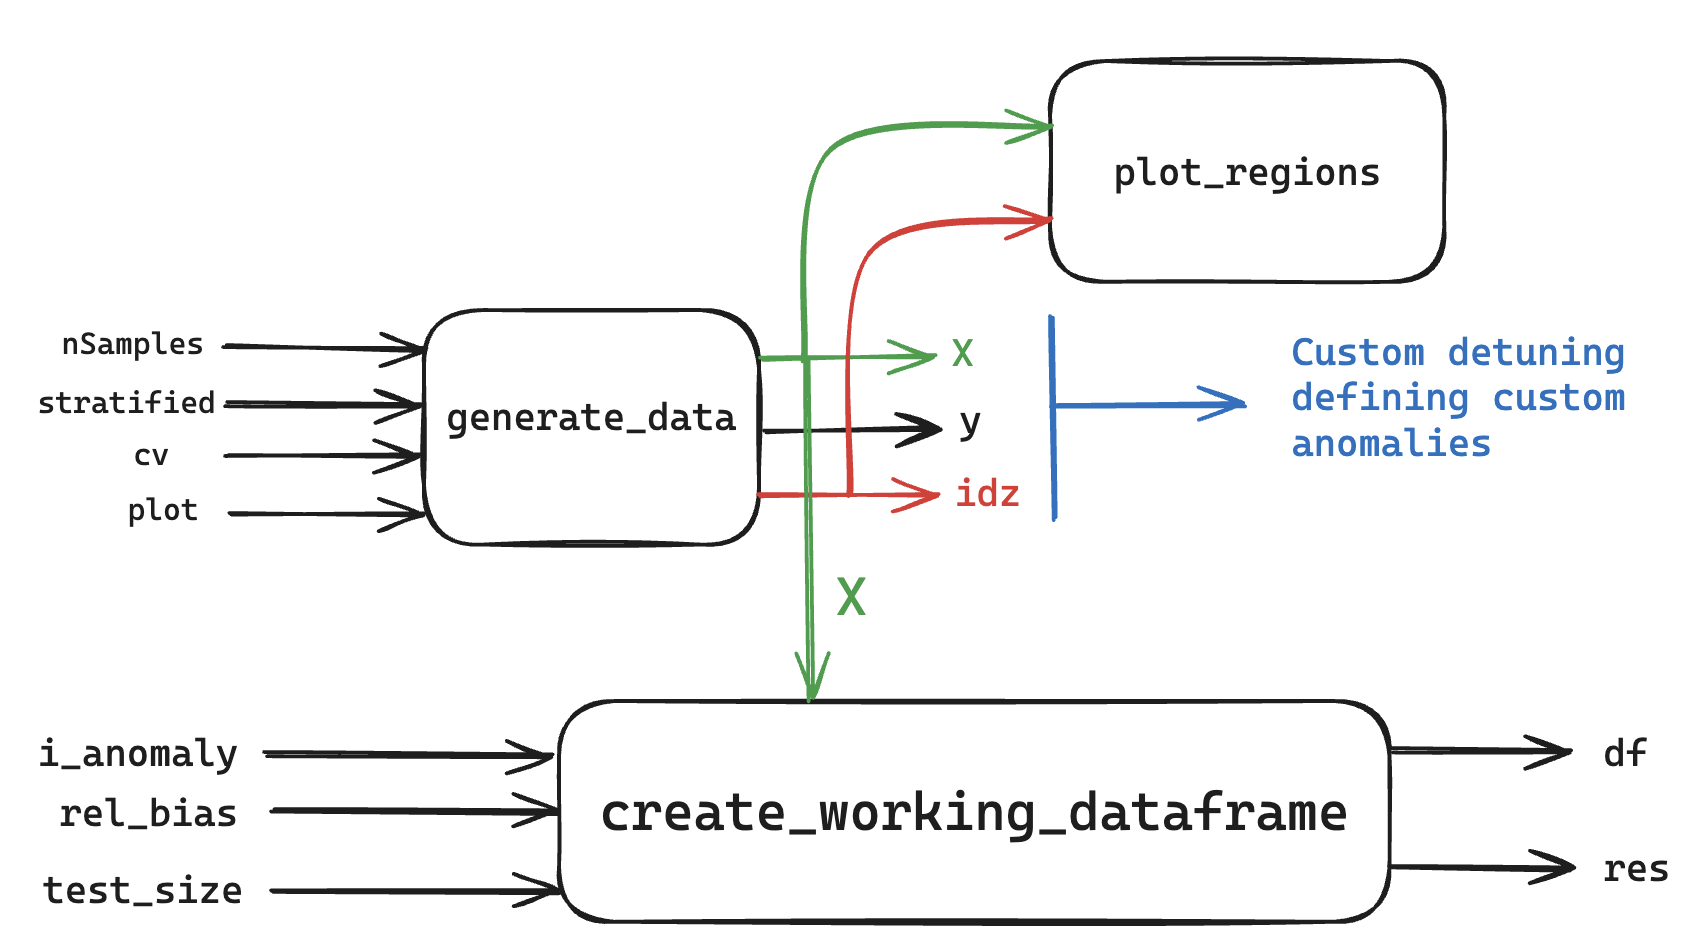 plot_regions
nSamples
stratified
cv
plot
generate_data
X
y
idz
Custom detuning
defining custom
anomalies
X
i_anomaly
rel_bias
test_size
create_working_dataframe
df
res